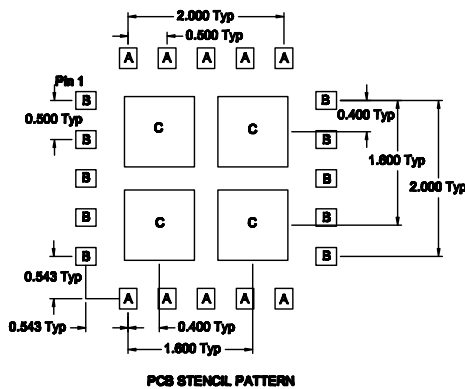 2.000 Typ
0.500 Typ
A A A A A
Pin 1
B B
0.500 Typ
0.400 Typ
C C
B B
1.600 Typ
B B
2.000 Typ
B B
C C
B B
0.543 Typ
A A A A A
0.543 Typ
0.400 Typ
1.600 Typ
PCB STENCIL PATTERN